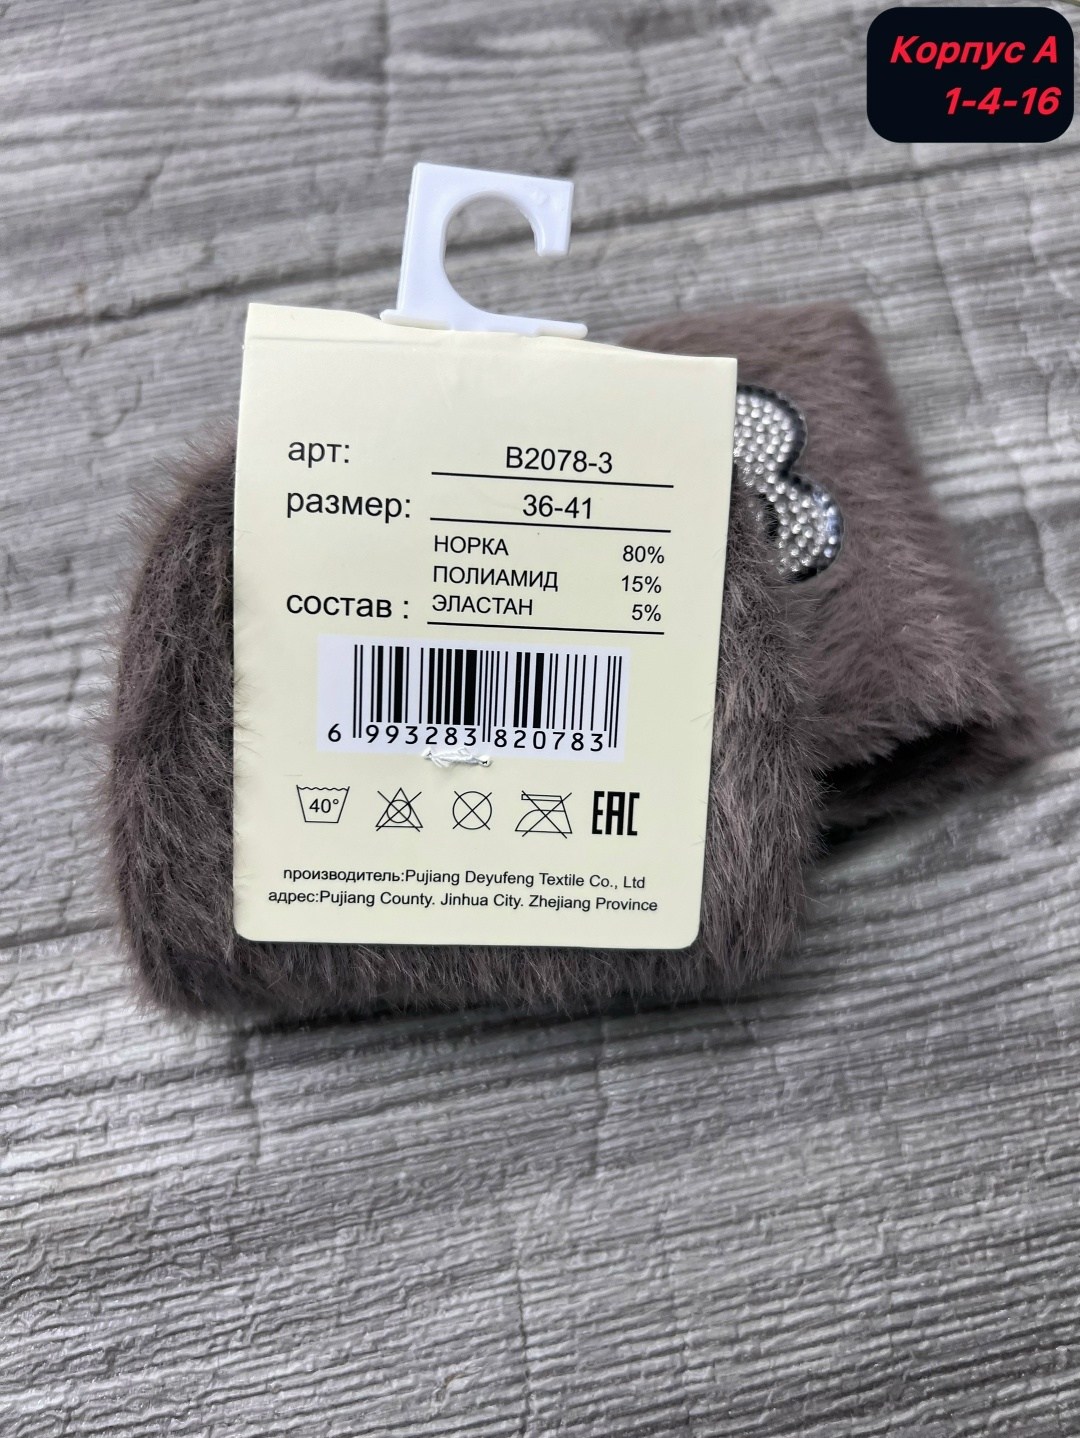 Корпус А
1-4-16
арт: B2078-3
размер: 36-41
НОРКА 80%
ПОЛИАМИД 15%
состав : ЭЛАСТАН 5%
6 993283 820783
40°
EAC
производитель:Pujiang Deyufeng Textile Co., Ltd
адрес:Pujiang County. Jinhua City. Zhejiang Province